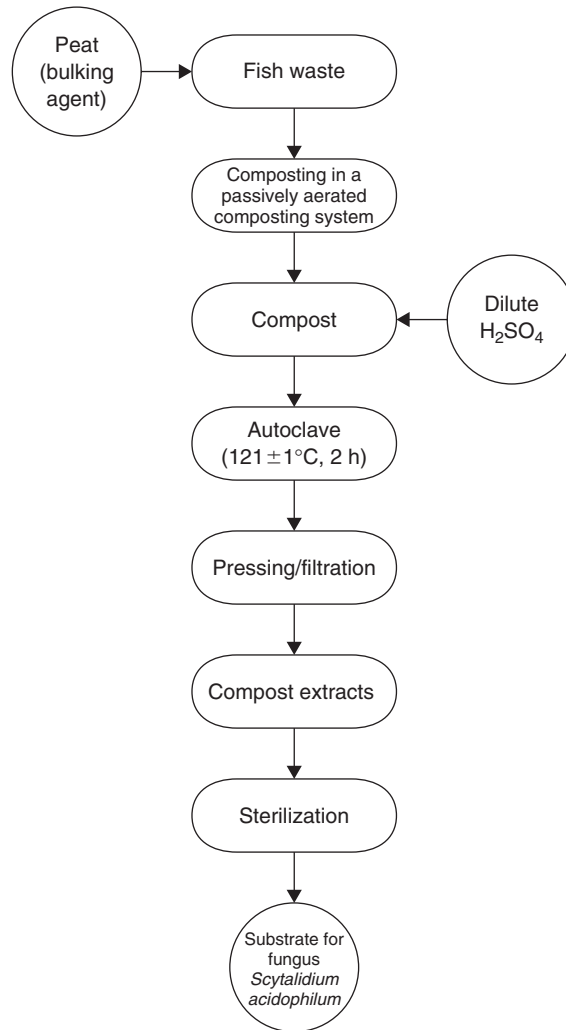 Peat
(bulking
agent)
Fish waste
Composting in a
passively aerated
composting system
Compost
Dilute
H₂SO₄
Autoclave
(121±1°C, 2 h)
Pressing/filtration
Compost extracts
Sterilization
Substrate for
fungus
Scytalidium
acidophilum